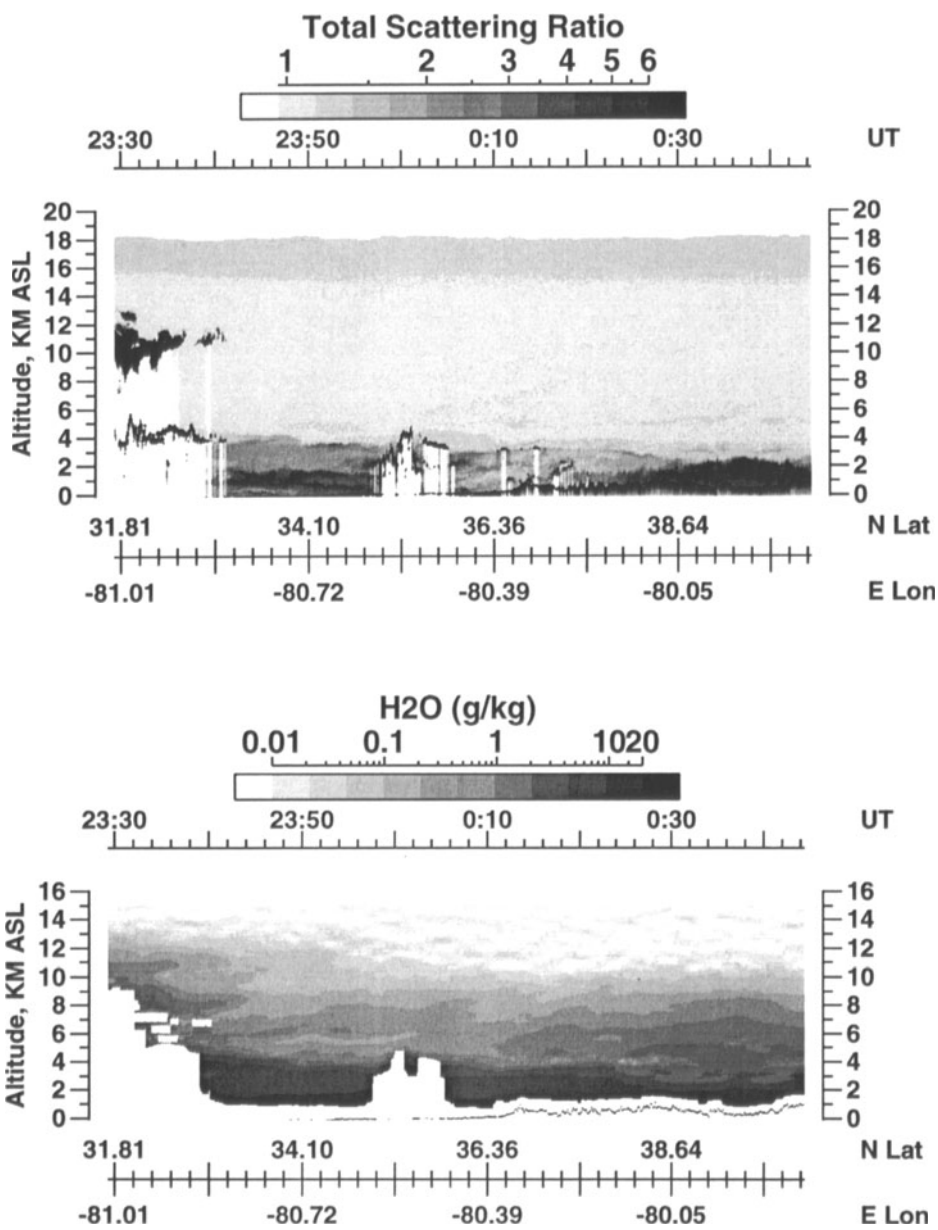 Total Scattering Ratio
1 2 3 4 5 6
23:30 23:50 0:10 0:30 UT
20 20
18 18
16 16
14 14
12 12
10 10
8 8
6 6
4 4
2 2
0 0
Altitude, KM ASL
31.81 34.10 36.36 38.64 N Lat
-81.01 -80.72 -80.39 -80.05 E Lon
H2O (g/kg)
0.01 0.1 1 1020
23:30 23:50 0:10 0:30 UT
16 16
14 14
12 12
10 10
8 8
6 6
4 4
2 2
0 0
Altitude, KM ASL
31.81 34.10 36.36 38.64 N Lat
-81.01 -80.72 -80.39 -80.05 E Lon